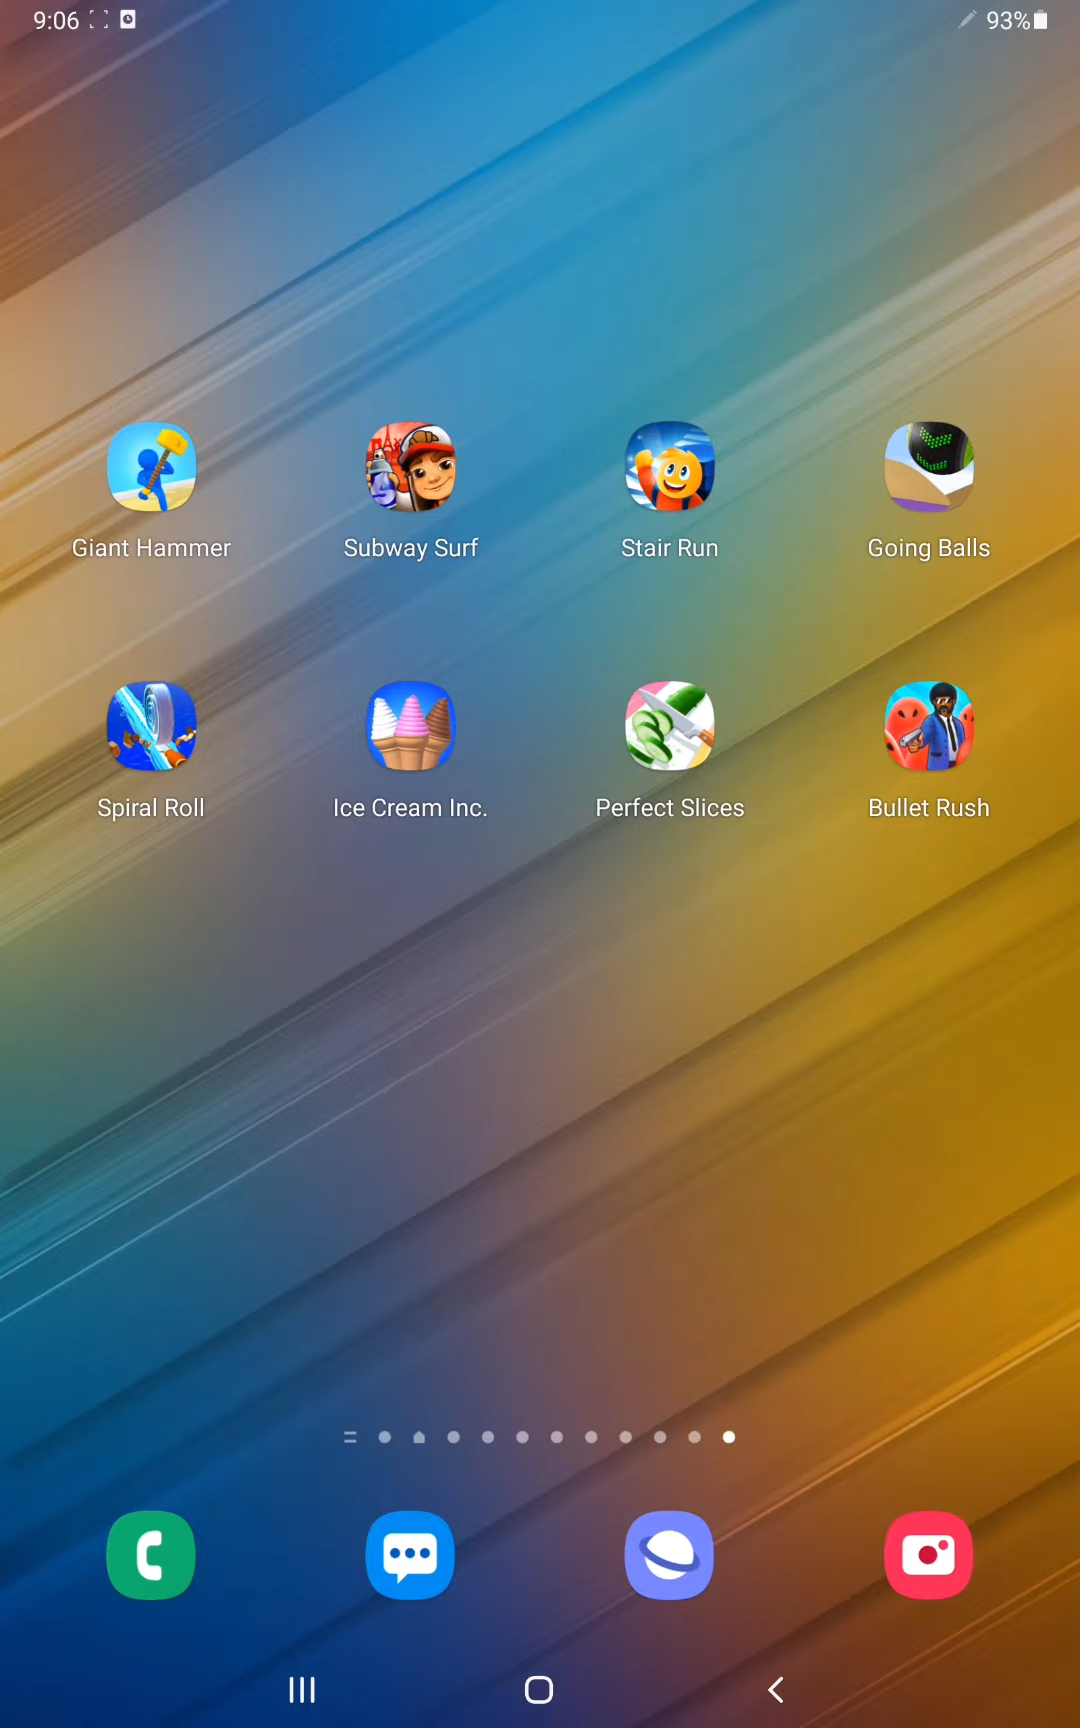 9:06 93%
Giant Hammer Subway Surf Stair Run Going Balls
Spiral Roll Ice Cream Inc. Perfect Slices Bullet Rush